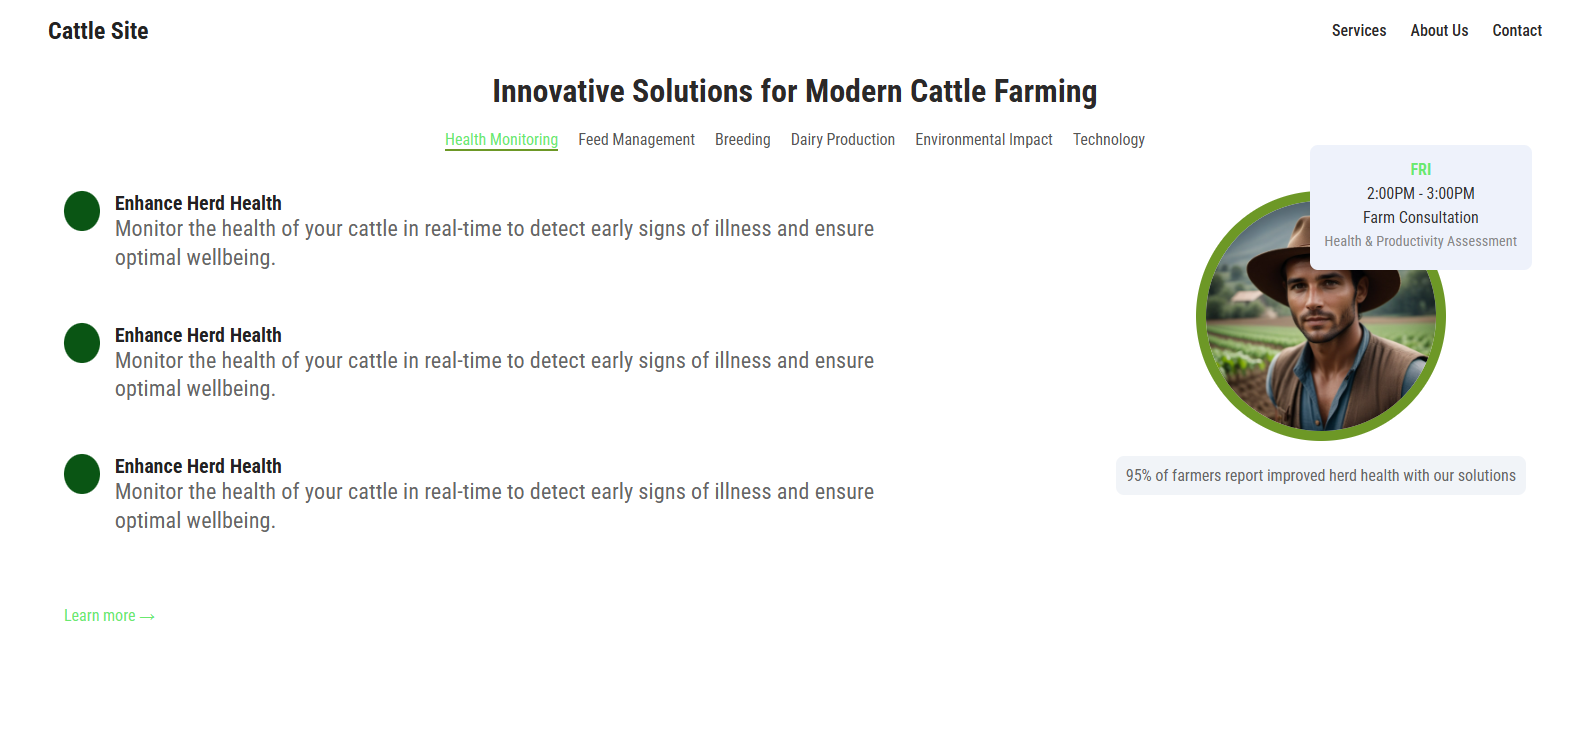 Cattle Site
Services About Us Contact
Innovative Solutions for Modern Cattle Farming
Health Monitoring Feed Management Breeding Dairy Production Environmental Impact Technology
Enhance Herd Health
Monitor the health of your cattle in real-time to detect early signs of illness and ensure
optimal wellbeing.
Enhance Herd Health
Monitor the health of your cattle in real-time to detect early signs of illness and ensure
optimal wellbeing.
Enhance Herd Health
Monitor the health of your cattle in real-time to detect early signs of illness and ensure
optimal wellbeing.
Learn more →
FRI
2:00PM - 3:00PM
Farm Consultation
Health & Productivity Assessment
95% of farmers report improved herd health with our solutions